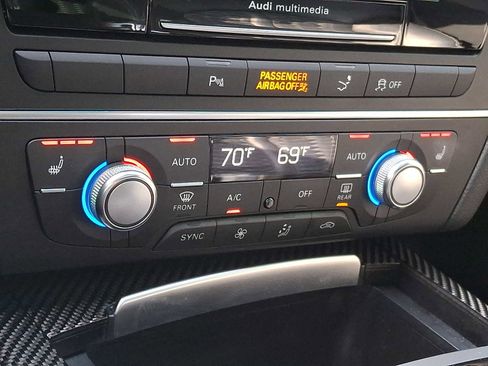 Audi multimedia
P
PASSENGER
AIRBAG OFF
OFF
AUTO
70°F
69°F
AUTO
FRONT
A/C
OFF
REAR
SYNC